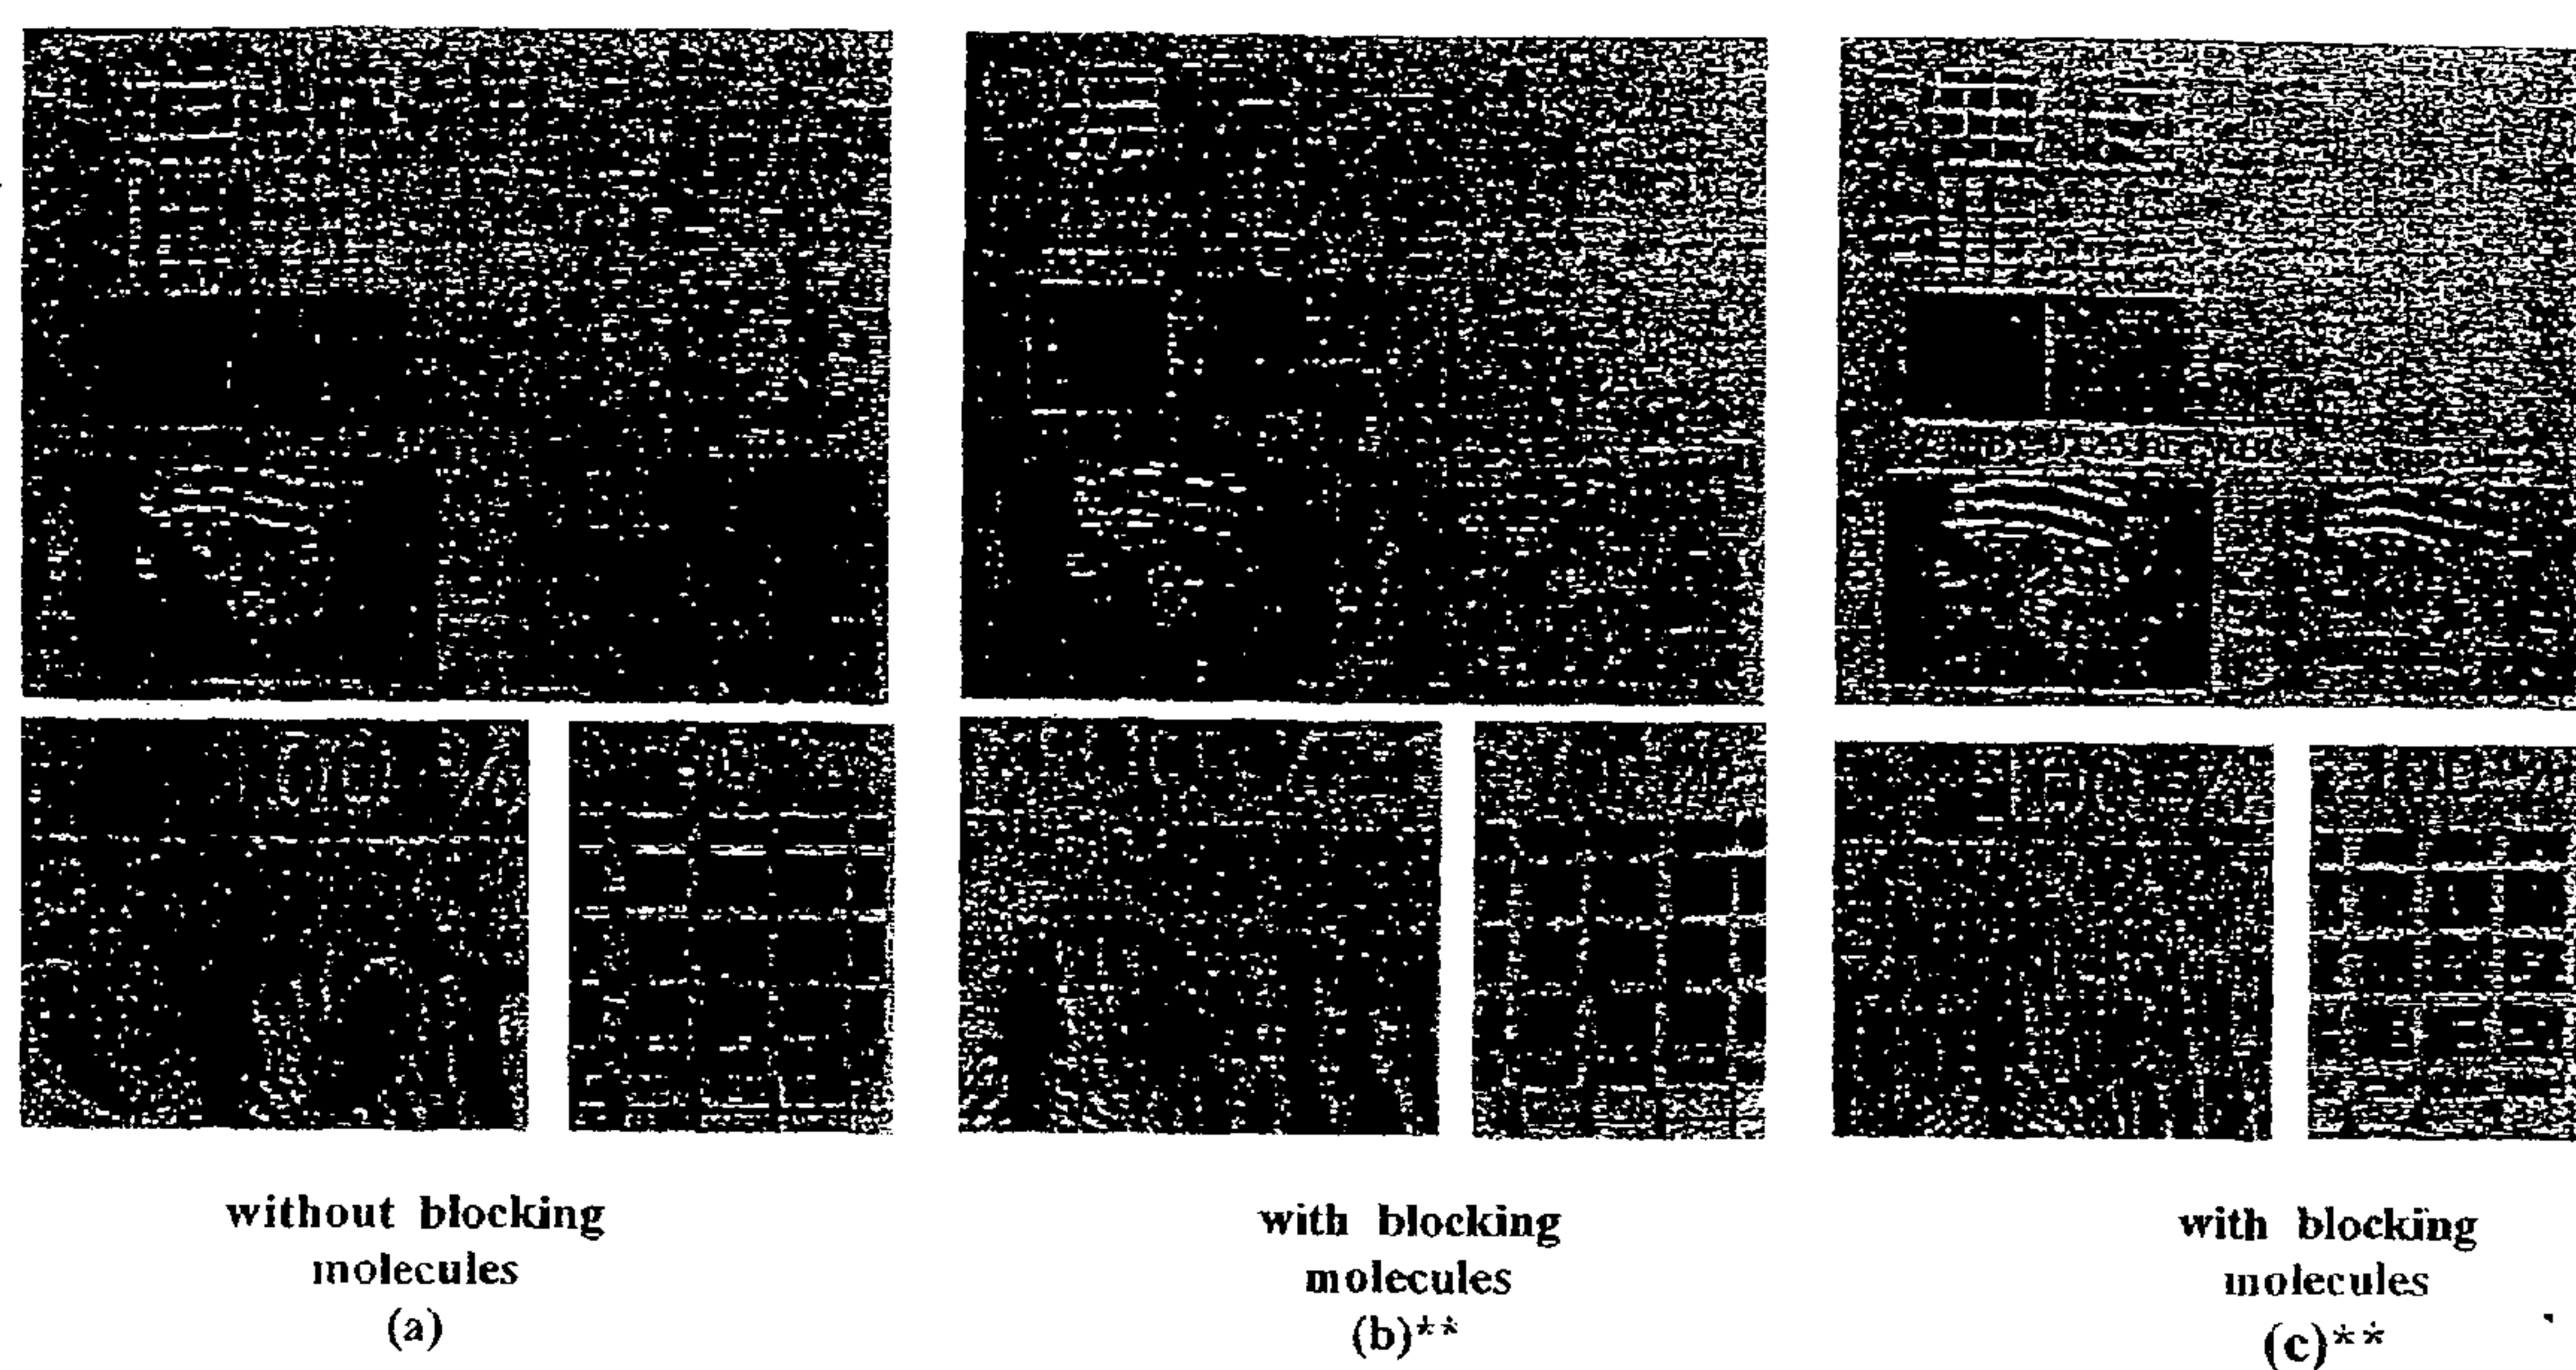 without blocking
molecules
(a)
with blocking
molecules
(b)**
with blocking
molecules
(c)**